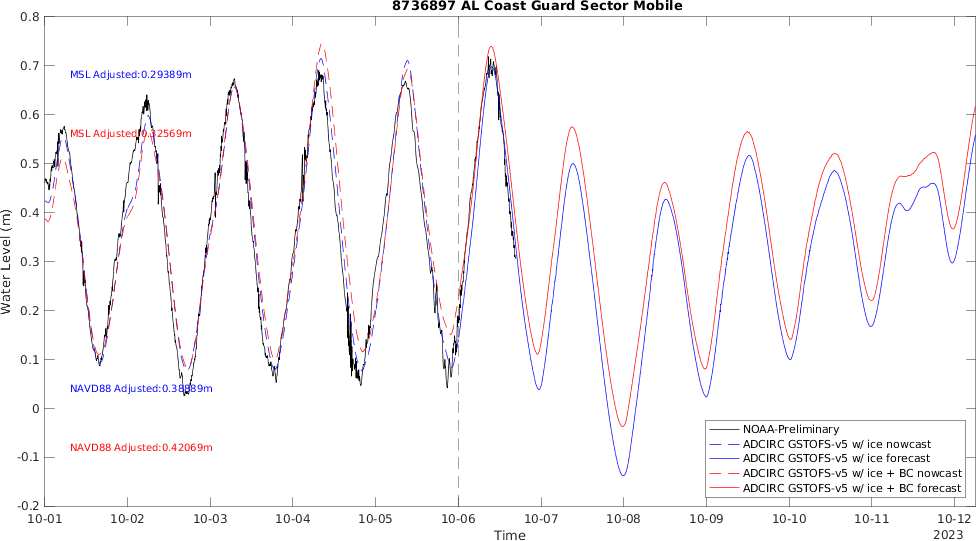 8736897 AL Coast Guard Sector Mobile
0.8
0.7
0.6
0.5
0.4
0.3
0.2
0.1
0
-0.1
-0.2
Water Level (m)
MSL Adjusted:0.29389m
MSL Adjusted:0.32569m
NAVD88 Adjusted:0.38889m
NAVD88 Adjusted:0.42069m
NOAA-Preliminary
ADCIRC GSTOFS-v5 w/ ice nowcast
ADCIRC GSTOFS-v5 w/ ice forecast
ADCIRC GSTOFS-v5 w/ ice + BC nowcast
ADCIRC GSTOFS-v5 w/ ice + BC forecast
10-01 10-02 10-03 10-04 10-05 10-06 10-07 10-08 10-09 10-10 10-11 10-12
Time 2023